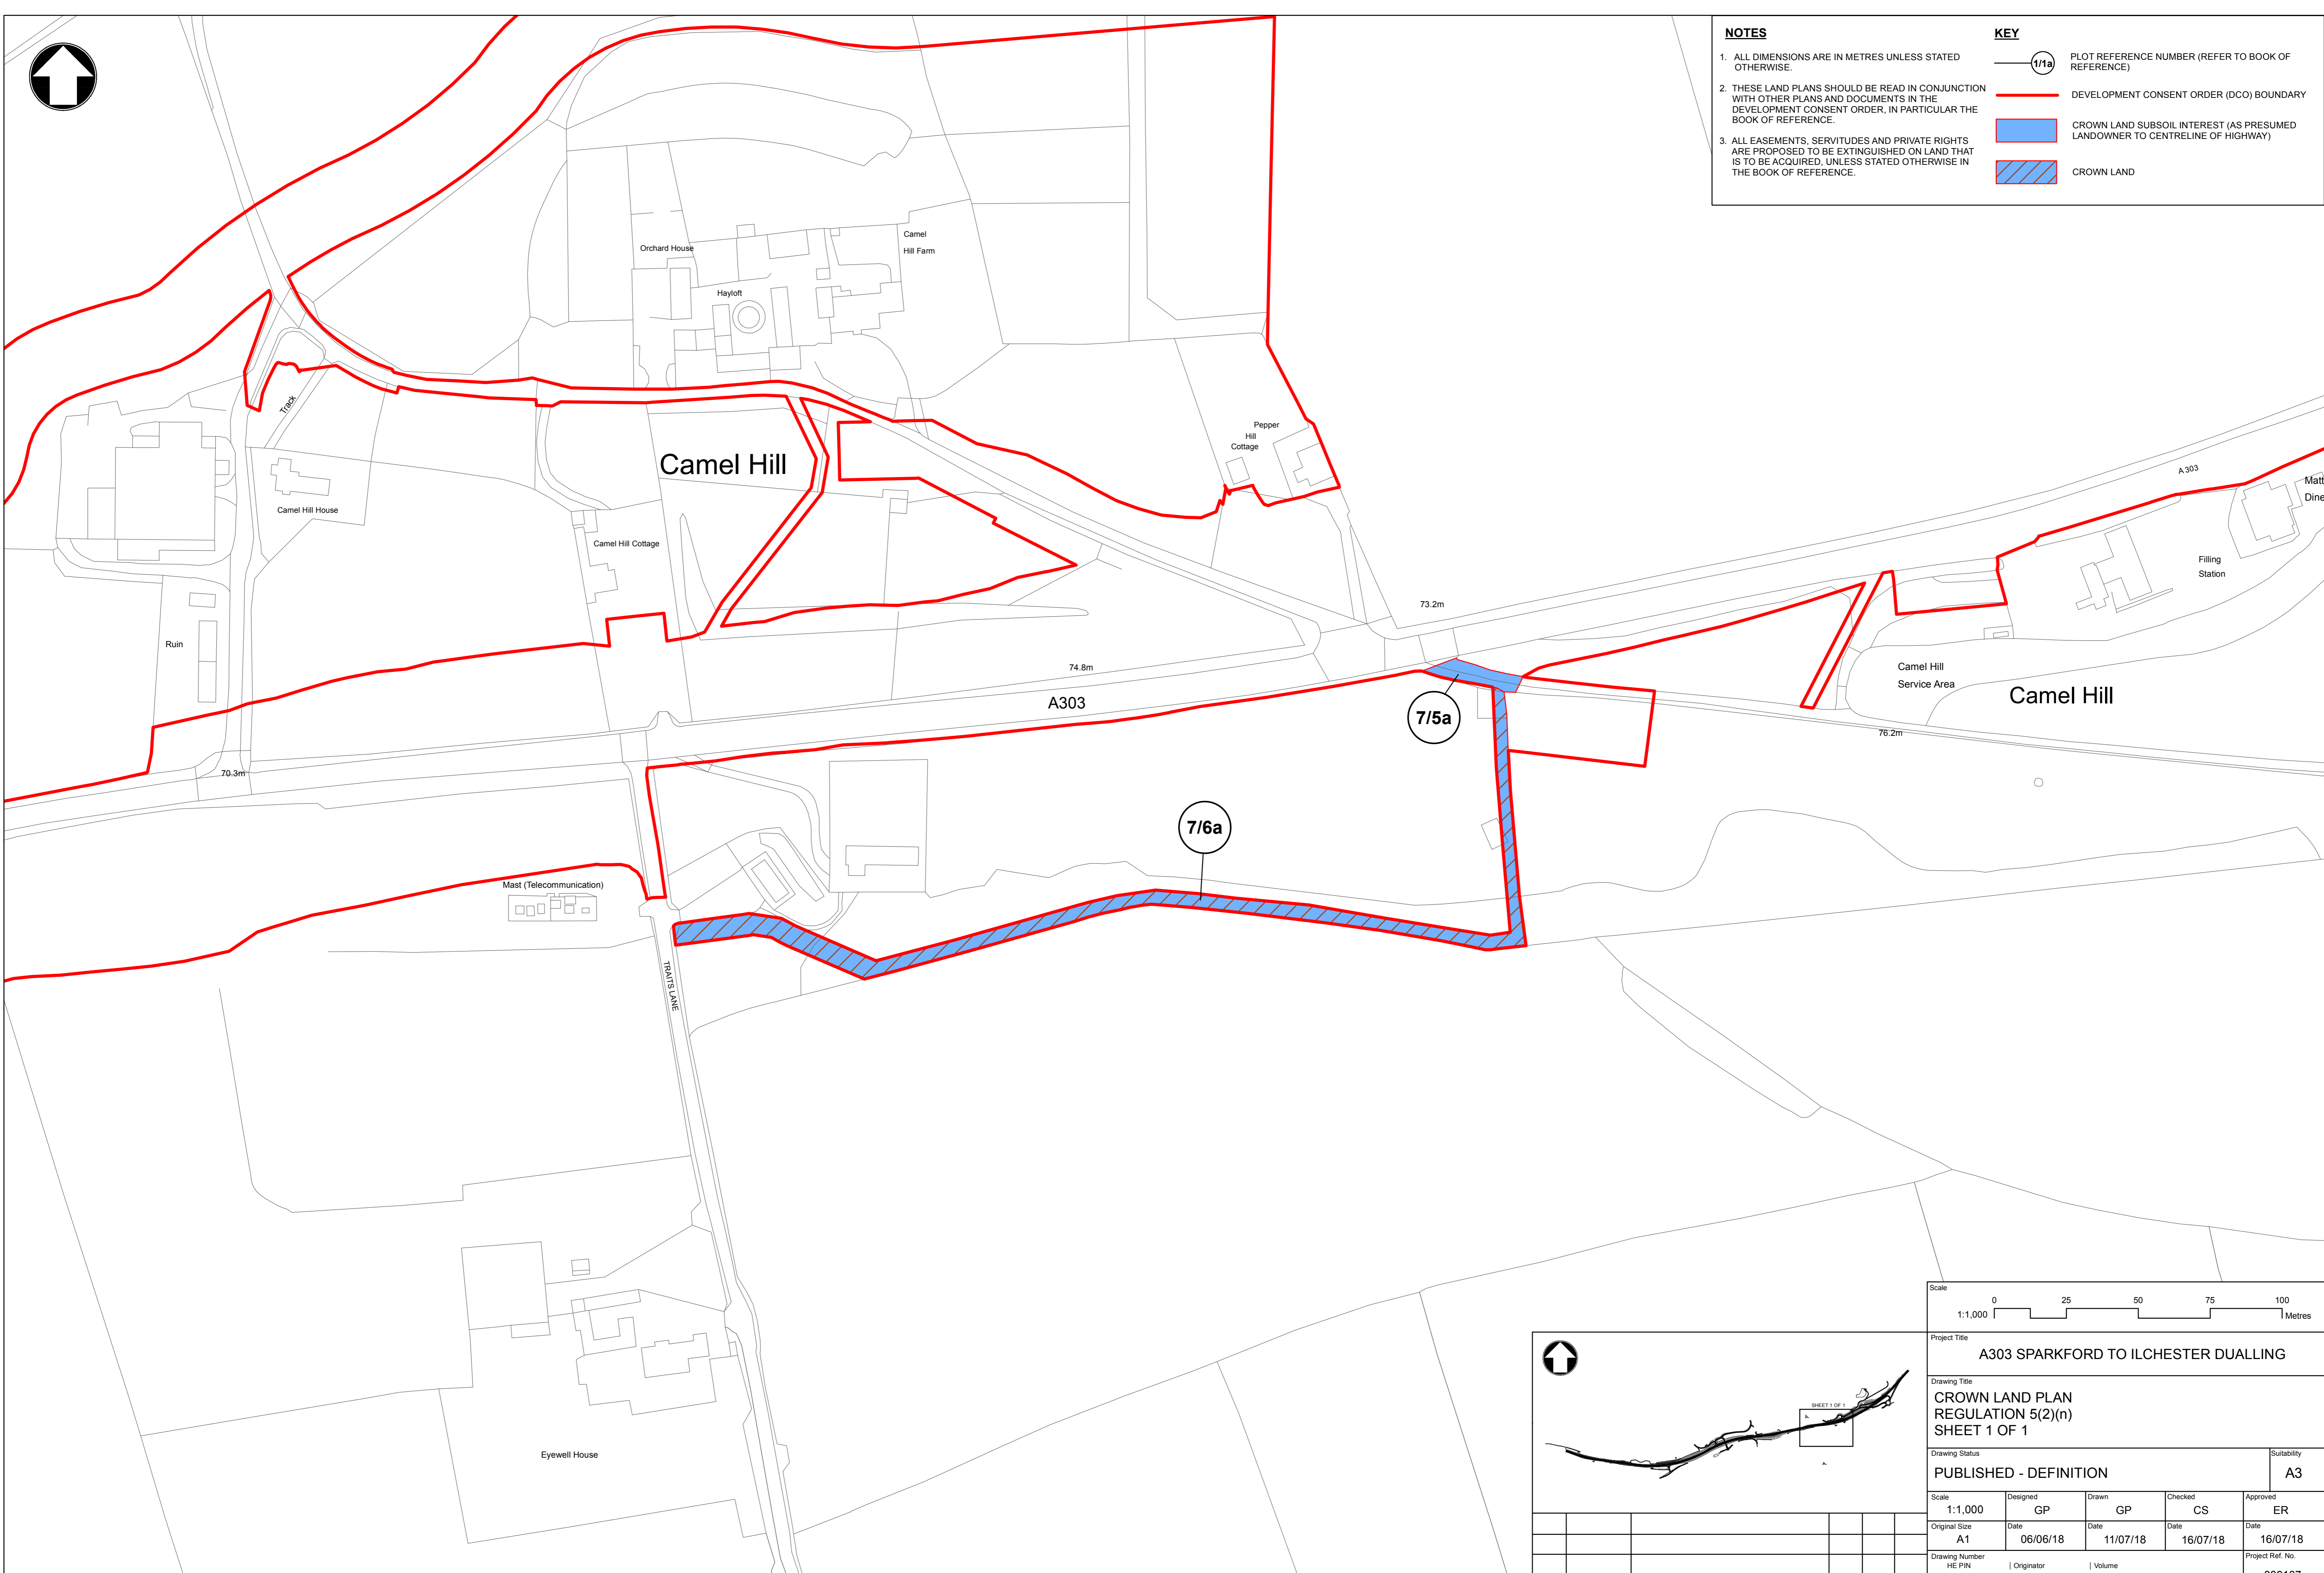 NOTES
1. ALL DIMENSIONS ARE IN METRES UNLESS STATED
OTHERWISE.
2. THESE LAND PLANS SHOULD BE READ IN CONJUNCTION
WITH OTHER PLANS AND DOCUMENTS IN THE
DEVELOPMENT CONSENT ORDER, IN PARTICULAR THE
BOOK OF REFERENCE.
3. ALL EASEMENTS, SERVITUDES AND PRIVATE RIGHTS
ARE PROPOSED TO BE EXTINGUISHED ON LAND THAT
IS TO BE ACQUIRED, UNLESS STATED OTHERWISE IN
THE BOOK OF REFERENCE.
KEY
1/1a
PLOT REFERENCE NUMBER (REFER TO BOOK OF
REFERENCE)
DEVELOPMENT CONSENT ORDER (DCO) BOUNDARY
CROWN LAND SUBSOIL INTEREST (AS PRESUMED
LANDOWNER TO CENTRELINE OF HIGHWAY)
CROWN LAND
Orchard House
Camel
Hill Farm
Hayloft
Track
Camel Hill
Pepper
Hill
Cottage
A303
Matt
Dine
Camel Hill House
Camel Hill Cottage
Filling
Station
73.2m
Ruin
74.8m
Camel Hill
Service Area
Camel Hill
A303
7/5a
76.2m
70.3m
7/6a
Mast (Telecommunication)
TRAITS LANE
Eyewell House
SHEET 1 OF 1
Scale
0 25 50 75 100
1:1,000 Metres
Project Title
A303 SPARKFORD TO ILCHESTER DUALLING
Drawing Title
CROWN LAND PLAN
REGULATION 5(2)(n)
SHEET 1 OF 1
Drawing Status Suitability
PUBLISHED - DEFINITION A3
Scale Designed Drawn Checked Approved
1:1,000 GP GP CS ER
Original Size Date Date Date Date
A1 06/06/18 11/07/18 16/07/18 16/07/18
Drawing Number Project Ref. No.
HE PIN | Originator | Volume